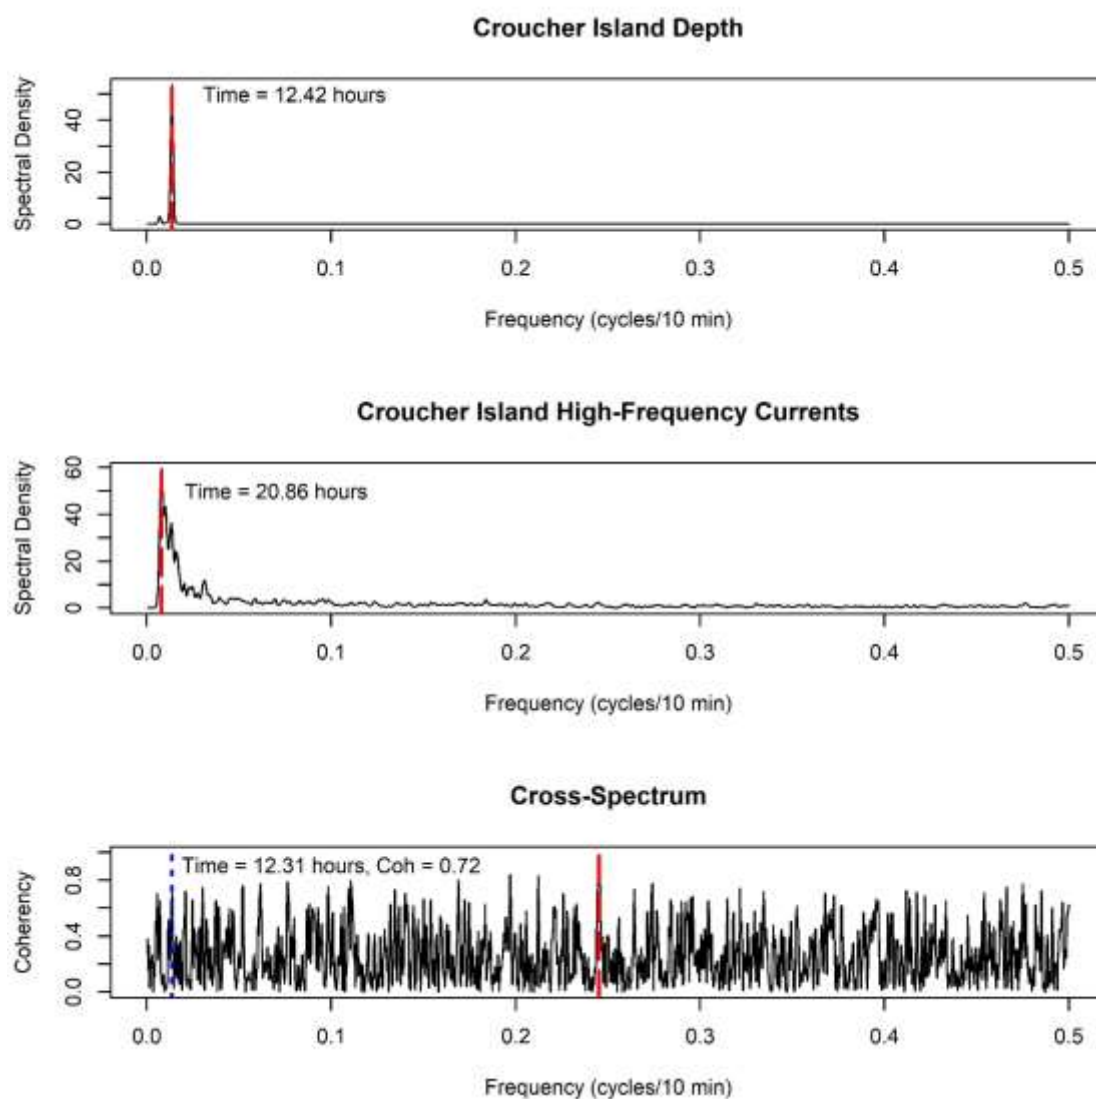 Croucher Island Depth
Time = 12.42 hours
Spectral Density
0 20 40
0.0 0.1 0.2 0.3 0.4 0.5
Frequency (cycles/10 min)
Croucher Island High-Frequency Currents
Time = 20.86 hours
Spectral Density
0 20 40 60
0.0 0.1 0.2 0.3 0.4 0.5
Frequency (cycles/10 min)
Cross-Spectrum
Time = 12.31 hours, Coh = 0.72
Coherency
0.0 0.4 0.8
0.0 0.1 0.2 0.3 0.4 0.5
Frequency (cycles/10 min)